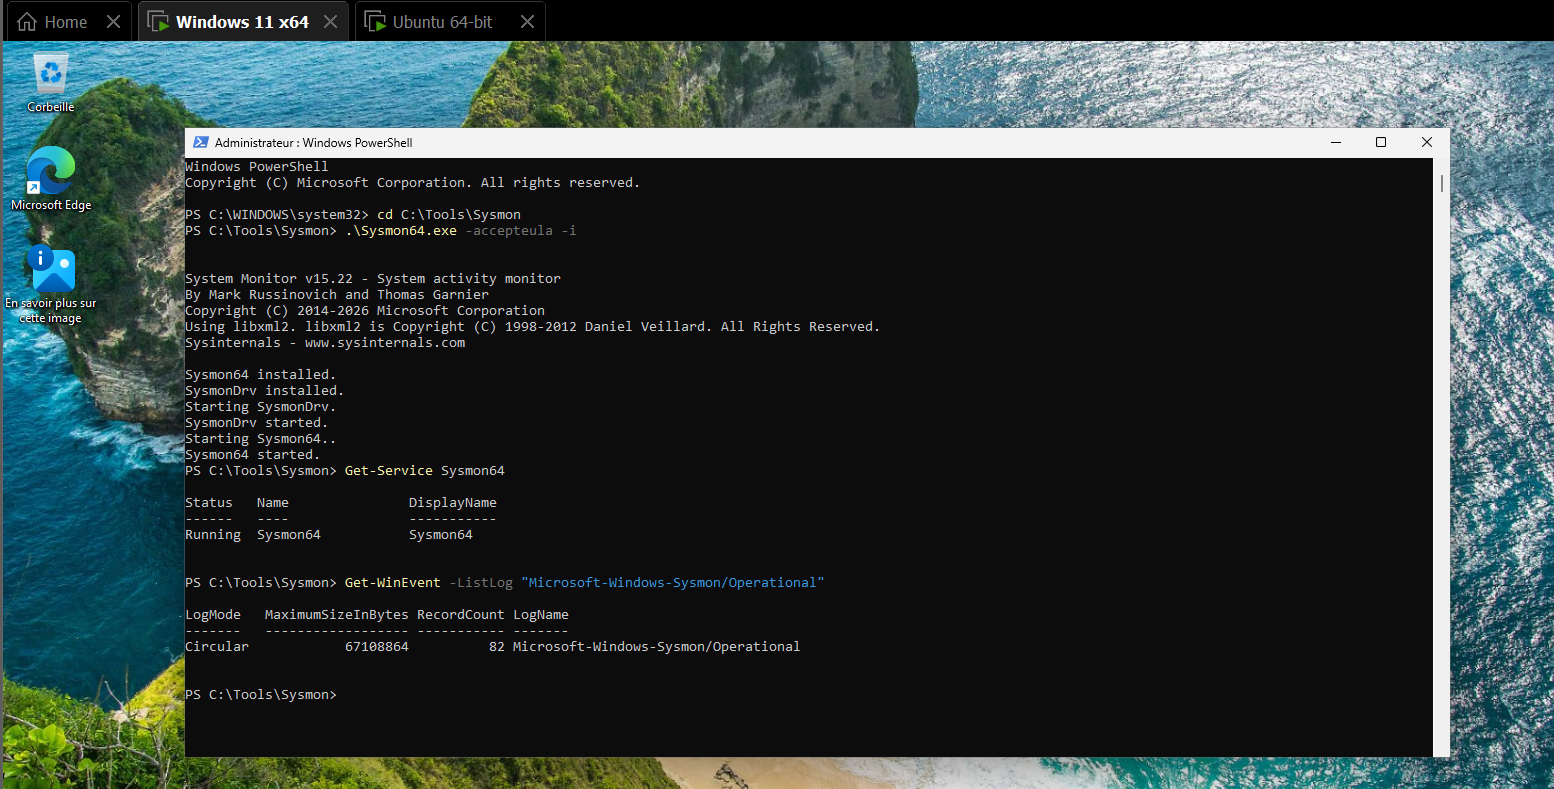 Home
Windows 11 x64
Ubuntu 64-bit
Corbeille
Microsoft Edge
En savoir plus sur
cette image
Administrateur : Windows PowerShell
Windows PowerShell
Copyright (C) Microsoft Corporation. All rights reserved.
PS C:\WINDOWS\system32> cd C:\Tools\Sysmon
PS C:\Tools\Sysmon> .\Sysmon64.exe -accepteula -i
System Monitor v15.22 - System activity monitor
By Mark Russinovich and Thomas Garnier
Copyright (C) 2014-2026 Microsoft Corporation
Using libxml2. libxml2 is Copyright (C) 1998-2012 Daniel Veillard. All Rights Reserved.
Sysinternals - www.sysinternals.com
Sysmon64 installed.
SysmonDrv installed.
Starting SysmonDrv.
SysmonDrv started.
Starting Sysmon64..
Sysmon64 started.
PS C:\Tools\Sysmon> Get-Service Sysmon64
Status   Name               DisplayName
------   ----               -----------
Running  Sysmon64           Sysmon64
PS C:\Tools\Sysmon> Get-WinEvent -ListLog "Microsoft-Windows-Sysmon/Operational"
LogMode   MaximumSizeInBytes RecordCount LogName
-------   ------------------ ----------- -------
Circular            67108864          82 Microsoft-Windows-Sysmon/Operational
PS C:\Tools\Sysmon>